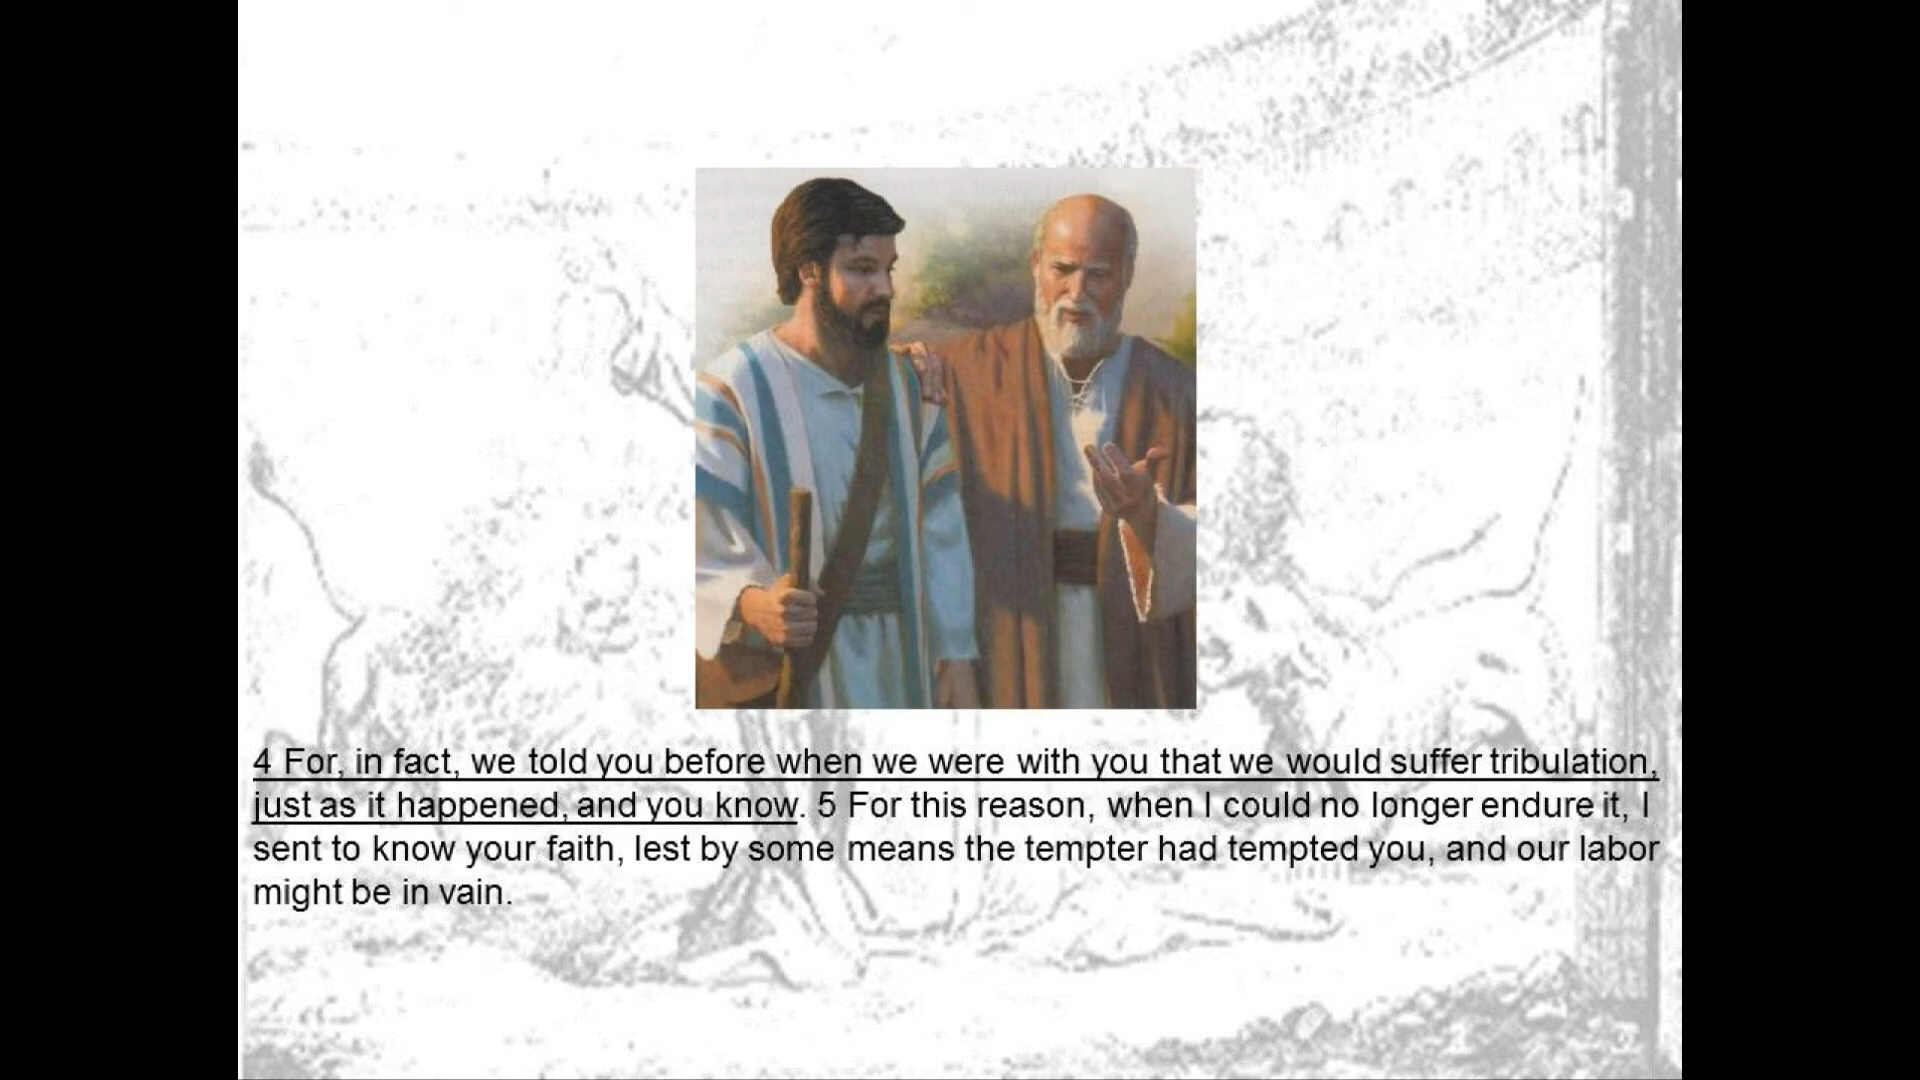 4 For, in fact, we told you before when we were with you that we would suffer tribulation,
just as it happened, and you know. 5 For this reason, when I could no longer endure it, I
sent to know your faith, lest by some means the tempter had tempted you, and our labor
might be in vain.